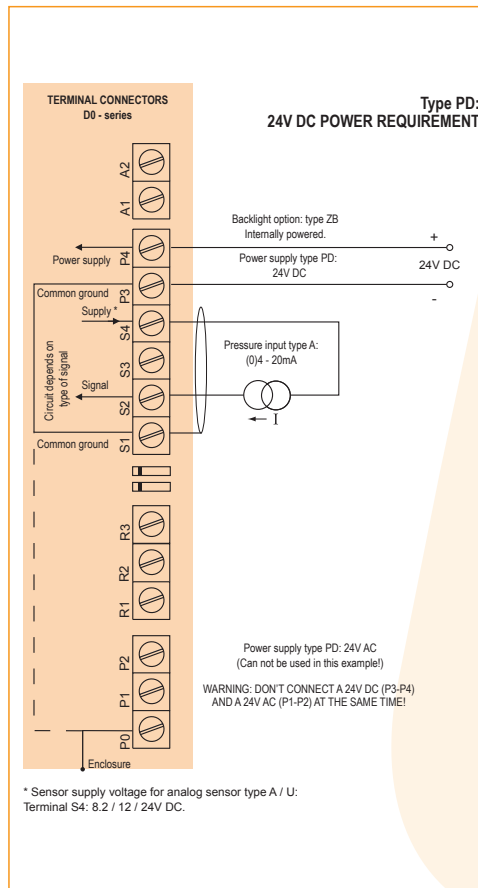 TERMINAL CONNECTORS
D0 - series
Type PD:
24V DC POWER REQUIREMENT
A2
A1
P4
Power supply
Backlight option: type ZB
Internally powered.
+
Power supply type PD:
24V DC
24V DC
P3
Common ground
-
Supply *
S4
Circuit depends on
type of signal
S3
Pressure input type A:
(0)4 - 20mA
Signal
S2
I
S1
Common ground
R3
R2
R1
P2
Power supply type PD: 24V AC
(Can not be used in this example!)
P1
WARNING: DON'T CONNECT A 24V DC (P3-P4)
AND A 24V AC (P1-P2) AT THE SAME TIME!
P0
Enclosure
* Sensor supply voltage for analog sensor type A / U:
Terminal S4: 8.2 / 12 / 24V DC.